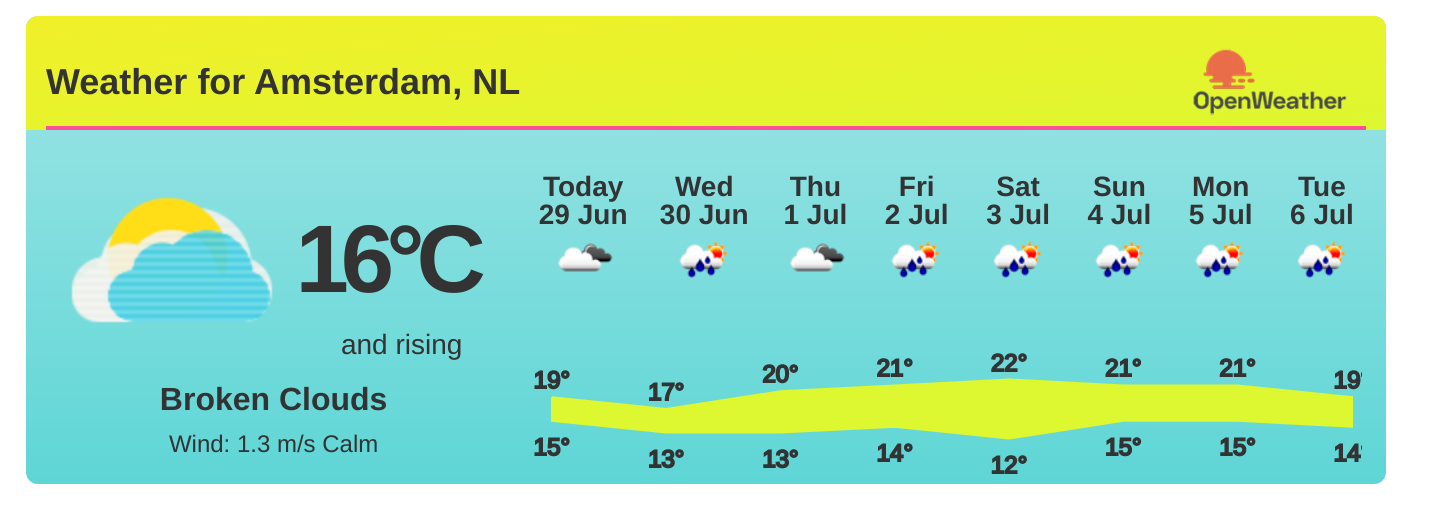 Weather for Amsterdam, NL
OpenWeather
16°C
and rising
Broken Clouds
Wind: 1.3 m/s Calm
Today Wed Thu Fri Sat Sun Mon Tue
29 Jun 30 Jun 1 Jul 2 Jul 3 Jul 4 Jul 5 Jul 6 Jul
19° 17° 20° 21° 22° 21° 21° 19°
15° 13° 13° 14° 12° 15° 15° 14°